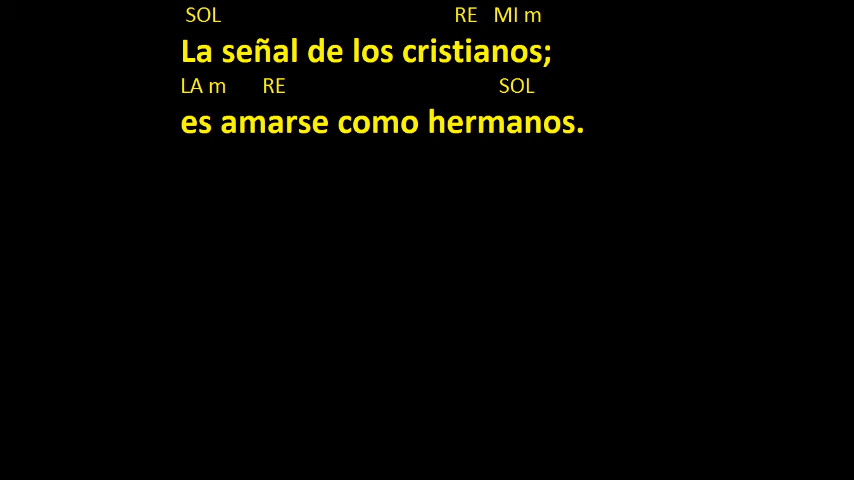 SOL RE MI m
La señal de los cristianos;
LA m RE SOL
es amarse como hermanos.